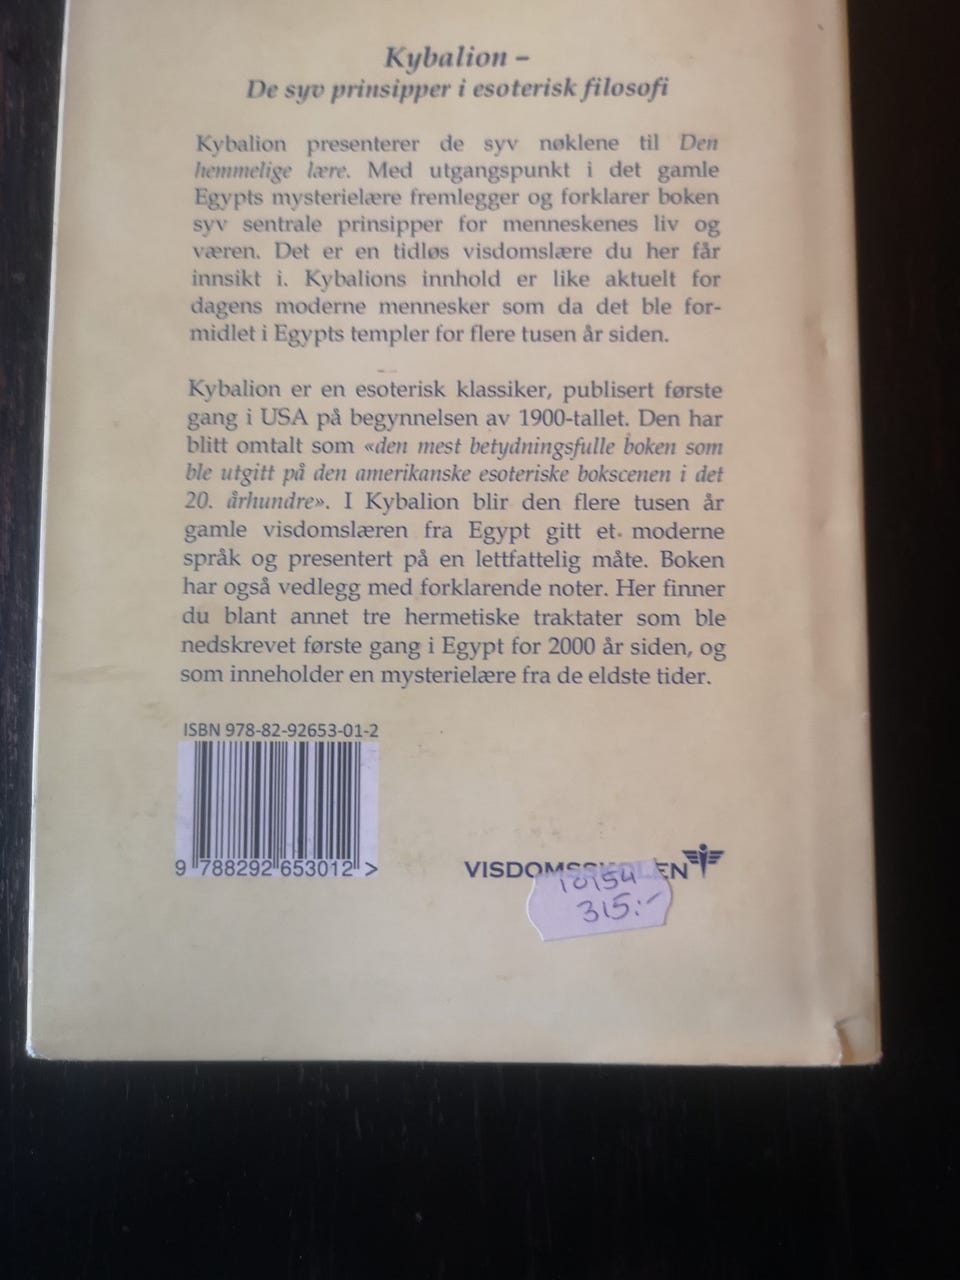 Kybalion –
De syv prinsipper i esoterisk filosofi
Kybalion presenterer de syv nøklene til Den
hemmelige lære. Med utgangspunkt i det gamle
Egypts mysterielære fremlegger og forklarer boken
syv sentrale prinsipper for menneskenes liv og
væren. Det er en tidløs visdomslære du her får
innsikt i. Kybalions innhold er like aktuelt for
dagens moderne mennesker som da det ble for-
midlet i Egypts templer for flere tusen år siden.
Kybalion er en esoterisk klassiker, publisert første
gang i USA på begynnelsen av 1900-tallet. Den har
blitt omtalt som «den mest betydningsfulle boken som
ble utgitt på den amerikanske esoteriske bokscenen i det
20. århundre». I Kybalion blir den flere tusen år
gamle visdomslæren fra Egypt gitt et moderne
språk og presentert på en lettfattelig måte. Boken
har også vedlegg med forklarende noter. Her finner
du blant annet tre hermetiske traktater som ble
nedskrevet første gang i Egypt for 2000 år siden, og
som inneholder en mysterielære fra de eldste tider.
ISBN 978-82-92653-01-2
9 788292 653012 >
VISDOMSSKOLEN
10154
315:-